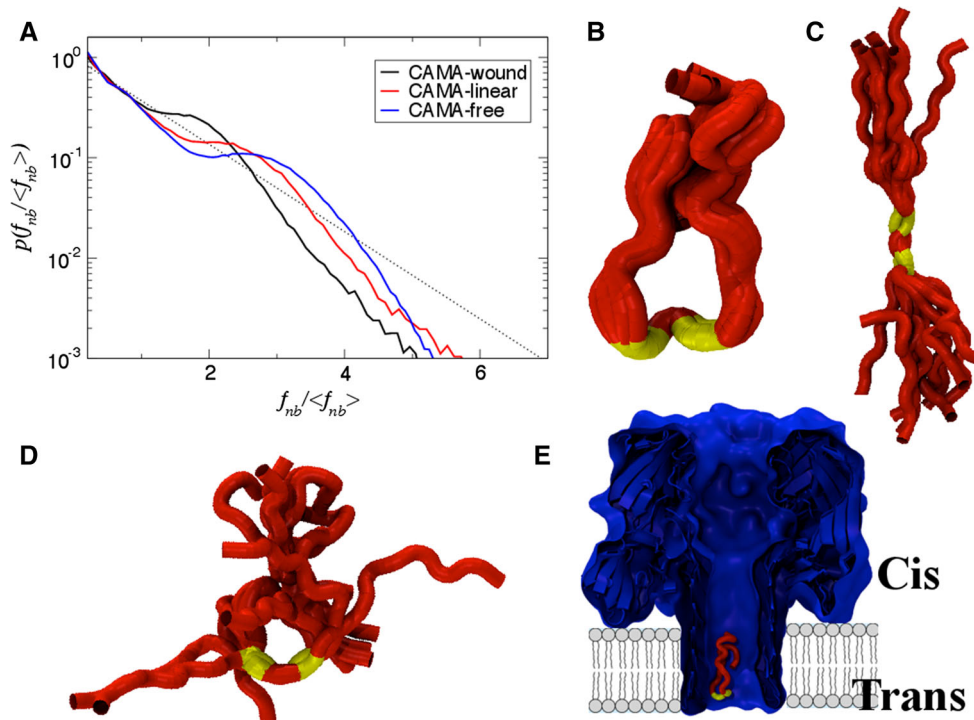 A
B
C
10⁰
10⁻¹
10⁻²
10⁻³
p(f_nb/<f_nb>)
CAMA-wound
CAMA-linear
CAMA-free
2
4
6
f_nb/<f_nb>
D
E
Cis
Trans